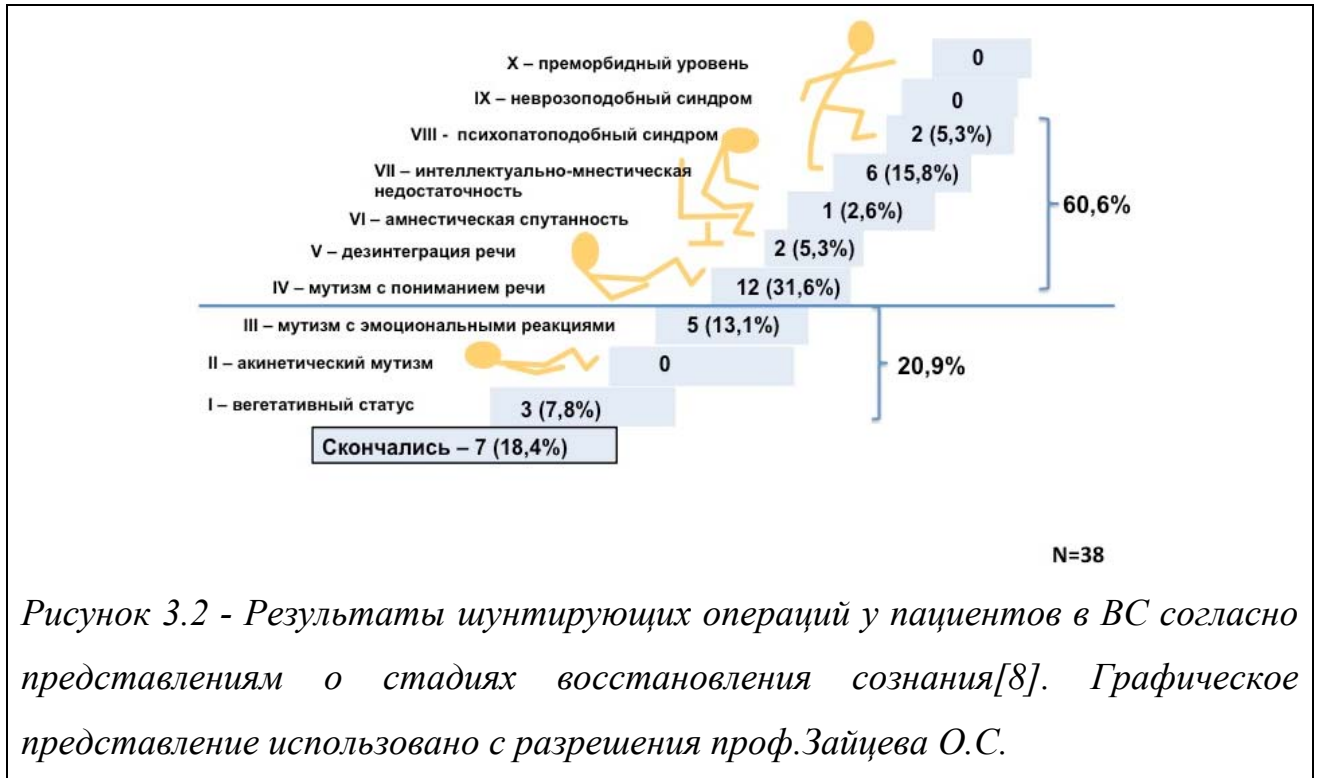 X – преморбидный уровень 0
IX – неврозоподобный синдром 0
VIII - психопатоподобный синдром 2 (5,3%)
VII – интеллектуально-мнестическая
недостаточность 6 (15,8%)
VI – амнестическая спутанность 1 (2,6%)
60,6%
V – дезинтеграция речи 2 (5,3%)
IV – мутизм с пониманием речи 12 (31,6%)
III – мутизм с эмоциональными реакциями 5 (13,1%)
II – акинетический мутизм 0
20,9%
I – вегетативный статус 3 (7,8%)
Скончались – 7 (18,4%)
N=38
Рисунок 3.2 - Результаты шунтирующих операций у пациентов в ВС согласно
представлениям о стадиях восстановления сознания[8]. Графическое
представление использовано с разрешения проф.Зайцева О.С.